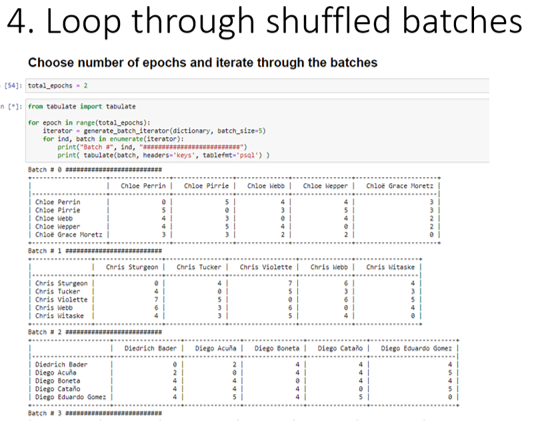 4. Loop through shuffled batches
Choose number of epochs and iterate through the batches
[54]: total_epochs = 2
n [*]: from tabulate import tabulate
for epoch in range(total_epochs):
iterator = generate_batch_iterator(dictionary, batch_size=5)
for ind, batch in enumerate(iterator):
print("Batch #", ind, "##########################")
print( tabulate(batch, headers='keys', tablefmt='psql') )
Batch # 0 ##########################
| | Chloe Perrin | Chloe Pirrie | Chloe Webb | Chloe Wepper | Chloë Grace Moretz |
| Chloe Perrin | 0 | 5 | 4 | 4 | 3 |
| Chloe Pirrie | 5 | 0 | 3 | 5 | 3 |
| Chloe Webb | 4 | 3 | 0 | 4 | 2 |
| Chloe Wepper | 4 | 5 | 4 | 0 | 2 |
| Chloë Grace Moretz | 3 | 3 | 2 | 2 | 0 |
Batch # 1 ##########################
| | Chris Sturgeon | Chris Tucker | Chris Violette | Chris Webb | Chris Witaske |
| Chris Sturgeon | 0 | 4 | 7 | 6 | 4 |
| Chris Tucker | 4 | 0 | 5 | 3 | 3 |
| Chris Violette | 7 | 5 | 0 | 6 | 5 |
| Chris Webb | 6 | 3 | 6 | 0 | 4 |
| Chris Witaske | 4 | 3 | 5 | 4 | 0 |
Batch # 2 ##########################
| | Diedrich Bader | Diego Acuña | Diego Boneta | Diego Cataño | Diego Eduardo Gomez |
| Diedrich Bader | 0 | 2 | 4 | 4 | 4 |
| Diego Acuña | 2 | 0 | 4 | 4 | 5 |
| Diego Boneta | 4 | 4 | 0 | 4 | 4 |
| Diego Cataño | 4 | 4 | 4 | 0 | 5 |
| Diego Eduardo Gomez | 4 | 5 | 4 | 5 | 0 |
Batch # 3 ##########################